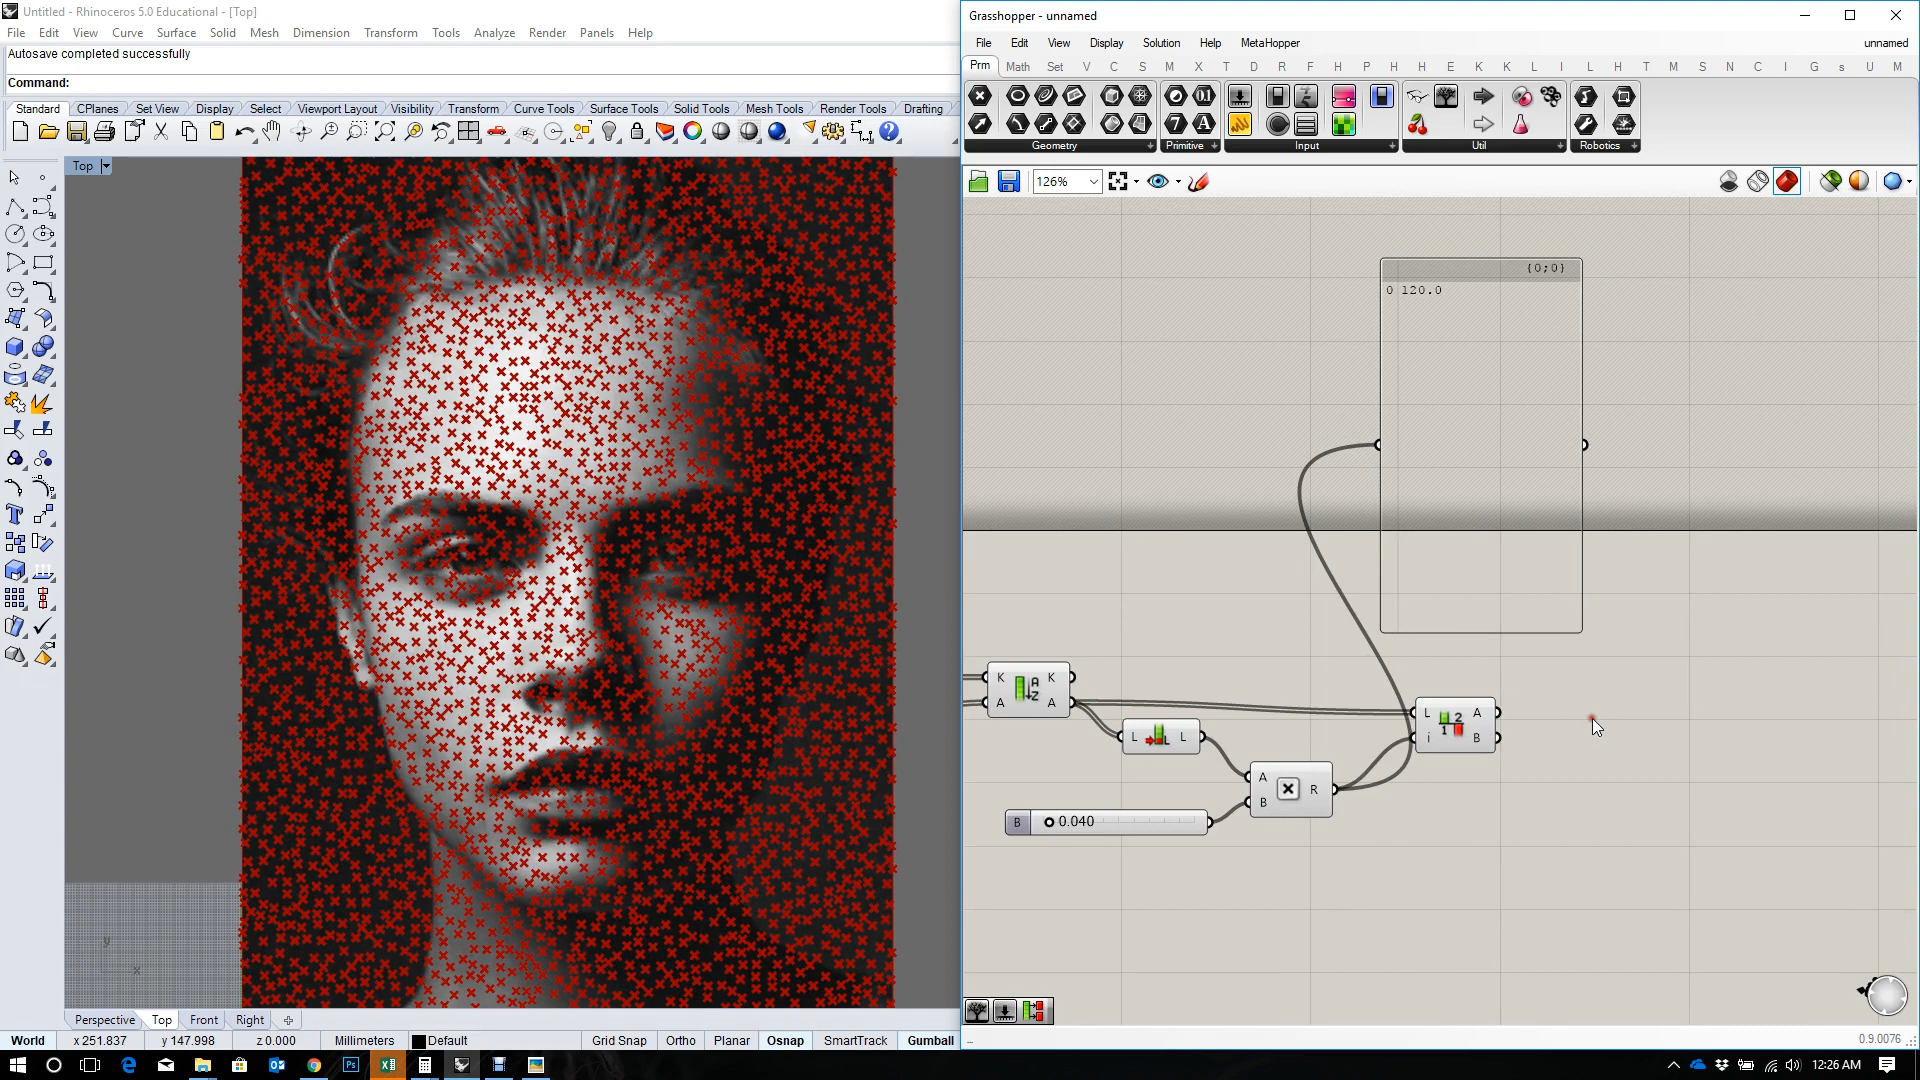 Untitled - Rhinoceros 5.0 Educational - [Top]
File Edit View Curve Surface Solid Mesh Dimension Transform Tools Analyze Render Panels Help
Autosave completed successfully
Command:
Standard CPlanes Set View Display Select Viewport Layout Visibility Transform Curve Tools Surface Tools Solid Tools Mesh Tools Render Tools Drafting
Top
y
x
Perspective Top Front Right
World x 251.837 y 147.998 z 0.000 Millimeters Default Grid Snap Ortho Planar Osnap SmartTrack Gumball
Grasshopper - unnamed
File Edit View Display Solution Help MetaHopper unnamed
Prm Math Set V C S M X T D R F H P H H E K K L I L H T M S N C I G s U M
Geometry Primitive Input Util Robotics
126%
{0;0}
0 120.0
K A Z K
A A
L L L
L 2 A
i 1 B
A R
B
B 0.040
0.9.0076
12:26 AM